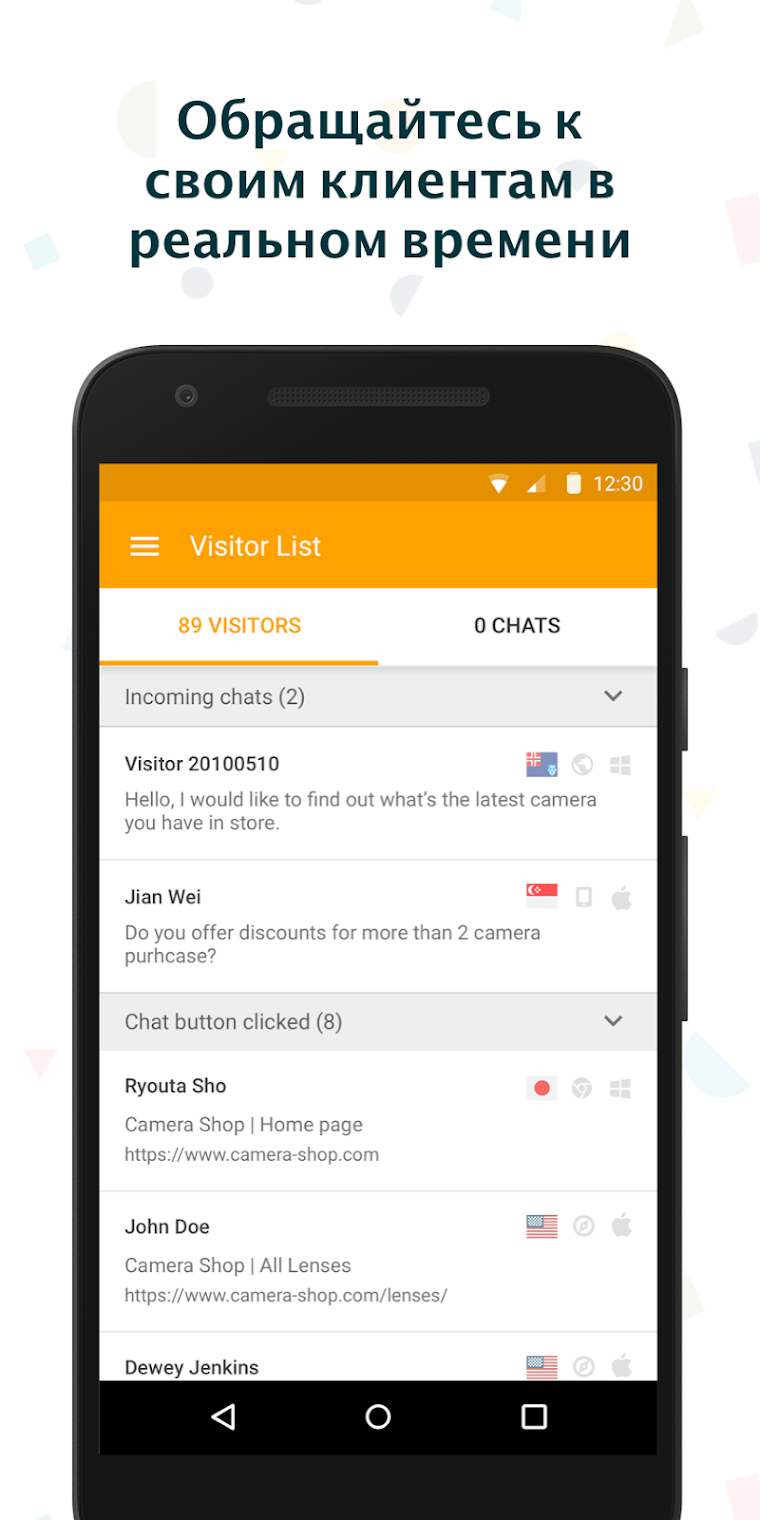 Обращайтесь к
своим клиентам в
реальном времени
12:30
Visitor List
89 VISITORS
0 CHATS
Incoming chats (2)
Visitor 20100510
Hello, I would like to find out what’s the latest camera
you have in store.
Jian Wei
Do you offer discounts for more than 2 camera
purhcase?
Chat button clicked (8)
Ryouta Sho
Camera Shop | Home page
https://www.camera-shop.com
John Doe
Camera Shop | All Lenses
https://www.camera-shop.com/lenses/
Dewey Jenkins